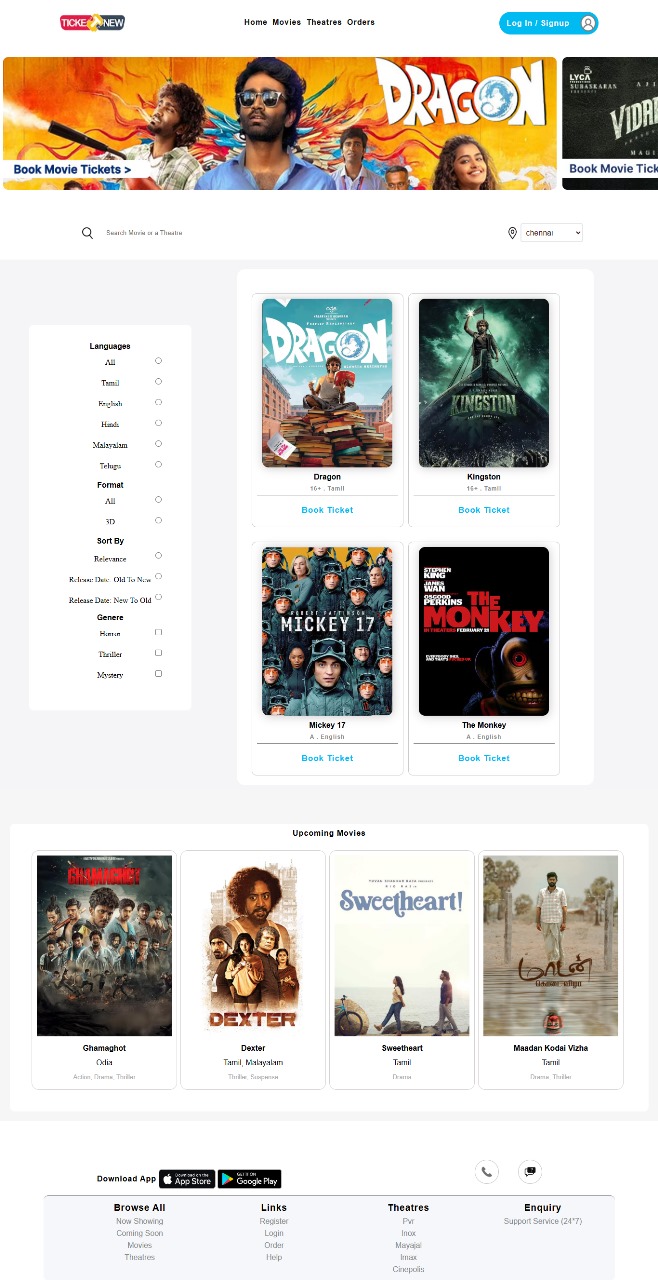 TICKE NEW
Home Movies Theatres Orders
Log In / Signup
DRAGON
Book Movie Tickets >
LYCA
SUBASKARAN
PRESENTS
VIDA
MAGI
Book Movie Tick
Search Movie or a Theatre
chennai
Languages
All
Tamil
English
Hindi
Malayalam
Telugu
Format
All
3D
Sort By
Relevance
Release Date: Old To New
Release Date: New To Old
Genere
Horror
Thriller
Mystery
DRAGON
Dragon
16+ . Tamil
Book Ticket
KINGSTON
Kingston
16+ . Tamil
Book Ticket
ROBERT PATTINSON
MICKEY 17
Mickey 17
A . English
Book Ticket
STEPHEN
KING
JAMES
WAN
OSGOOD
PERKINS
THE
MONKEY
IN THEATERS FEBRUARY 21
EVERYBODY DIES.
The Monkey
A . English
Book Ticket
Upcoming Movies
GHAMAGHOT
Ghamaghot
Odia
Action, Drama, Thriller
DEXTER
Dexter
Tamil, Malayalam
Thriller, Suspense
Sweetheart!
Sweetheart
Tamil
Drama
மாடன்
கொடை விழா
Maadan Kodai Vizha
Tamil
Drama, Thriller
Download App
Download on the
App Store
GET IT ON
Google Play
Browse All
Now Showing
Coming Soon
Movies
Theatres
Links
Register
Login
Order
Help
Theatres
Pvr
Inox
Mayajal
Imax
Cinepolis
Enquiry
Support Service (24*7)